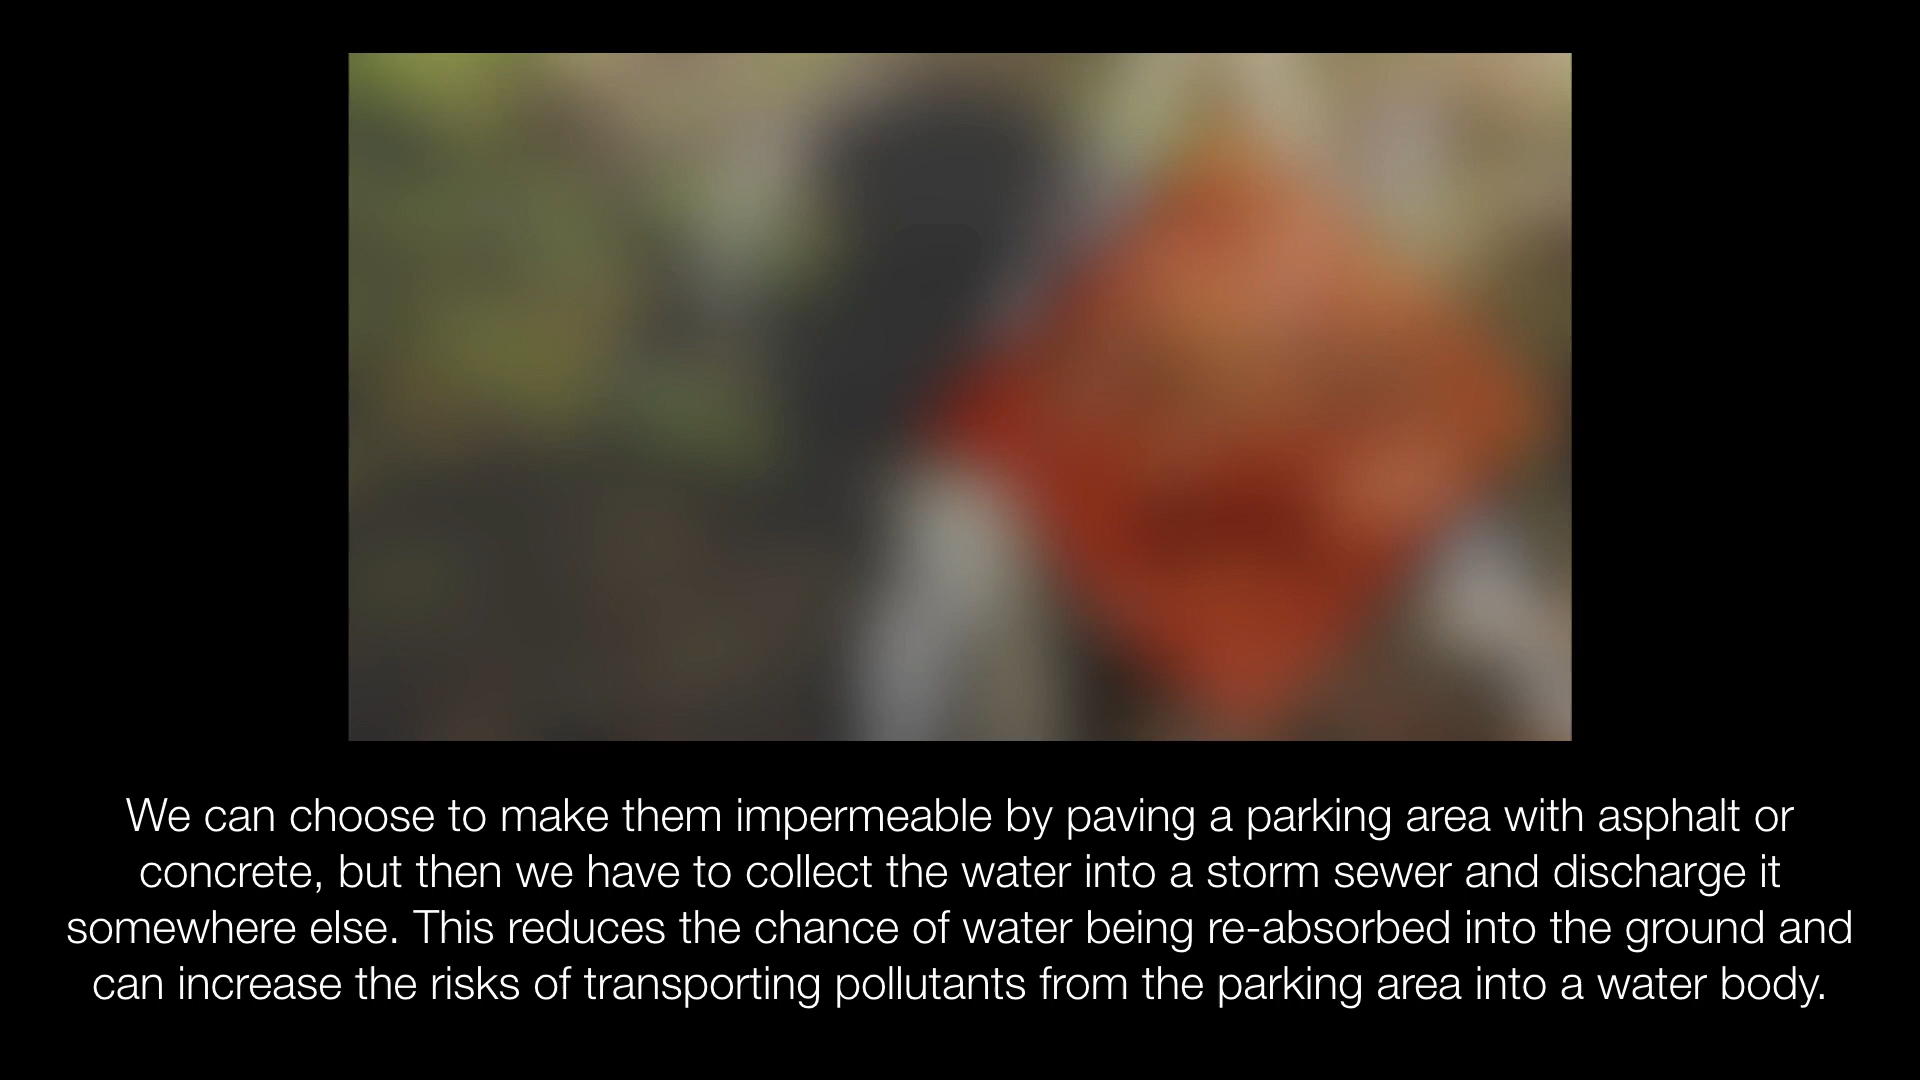 We can choose to make them impermeable by paving a parking area with asphalt or
concrete, but then we have to collect the water into a storm sewer and discharge it
somewhere else. This reduces the chance of water being re-absorbed into the ground and
can increase the risks of transporting pollutants from the parking area into a water body.